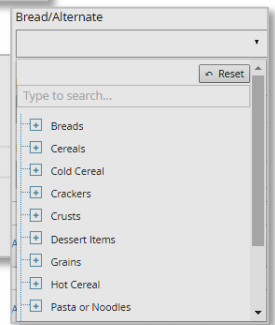 Bread/Alternate
Reset
Type to search...
Breads
Cereals
Cold Cereal
Crackers
Crusts
Dessert Items
Grains
Hot Cereal
Pasta or Noodles